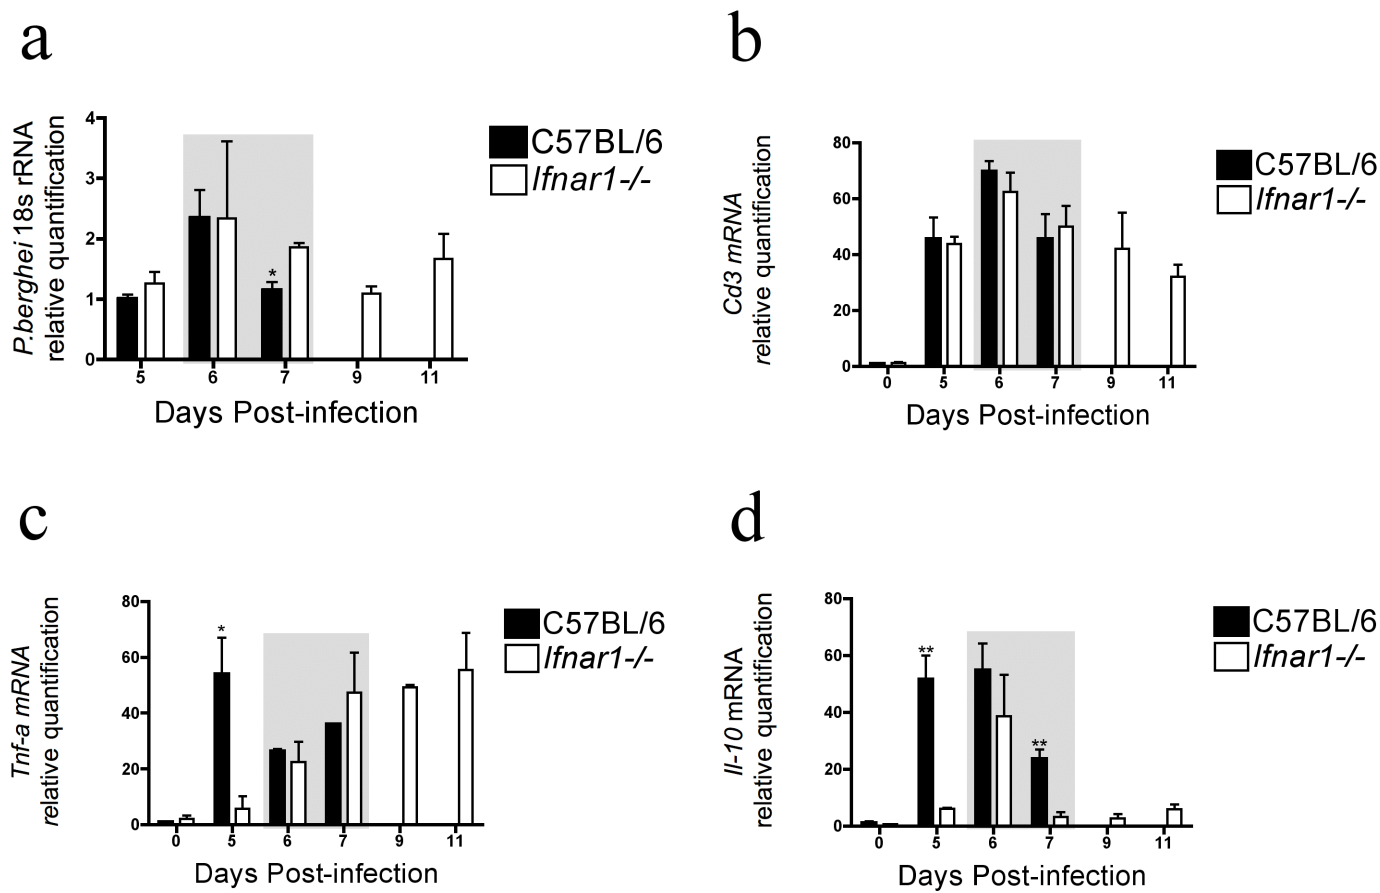 a
P.berghei 18s rRNA
relative quantification
4
3
2
1
0
*
5 6 7 9 11
Days Post-infection
C57BL/6
Ifnar1-/-
b
Cd3 mRNA
relative quantification
80
60
40
20
0
0 5 6 7 9 11
Days Post-infection
C57BL/6
Ifnar1-/-
c
Tnf-a mRNA
relative quantification
80
60
40
20
0
*
0 5 6 7 9 11
Days Post-infection
C57BL/6
Ifnar1-/-
d
Il-10 mRNA
relative quantification
80
60
40
20
0
**
**
0 5 6 7 9 11
Days Post-infection
C57BL/6
Ifnar1-/-